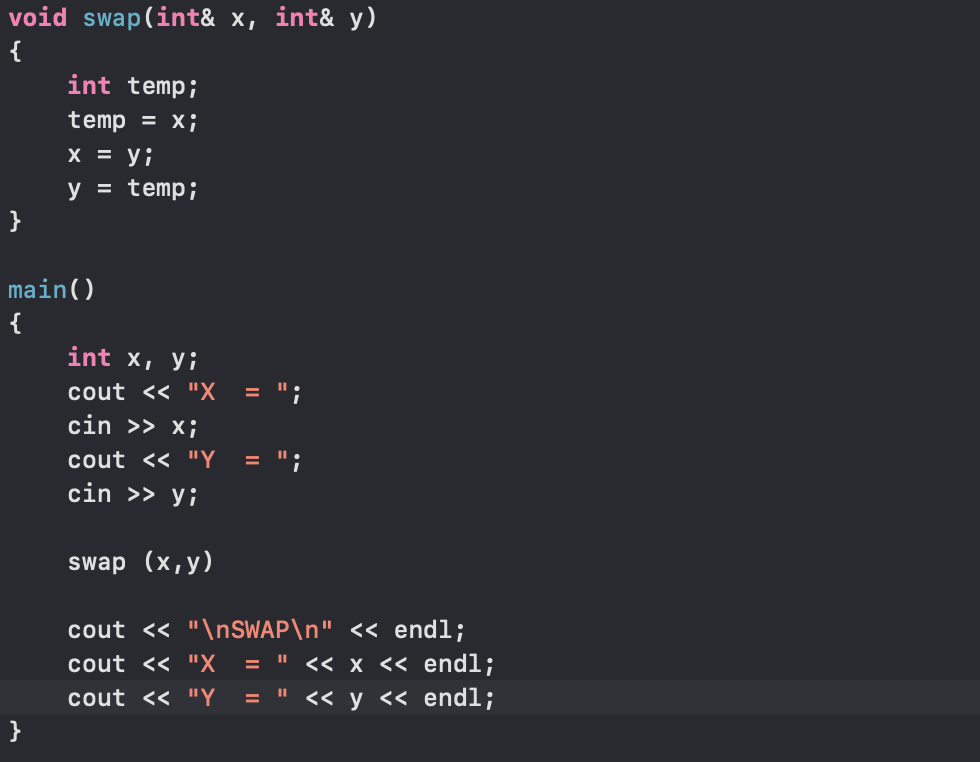 void swap(int& x, int& y)
{
    int temp;
    temp = x;
    x = y;
    y = temp;
}

main()
{
    int x, y;
    cout << "X  = ";
    cin >> x;
    cout << "Y  = ";
    cin >> y;

    swap (x,y)

    cout << "\nSWAP\n" << endl;
    cout << "X  = " << x << endl;
    cout << "Y  = " << y << endl;
}